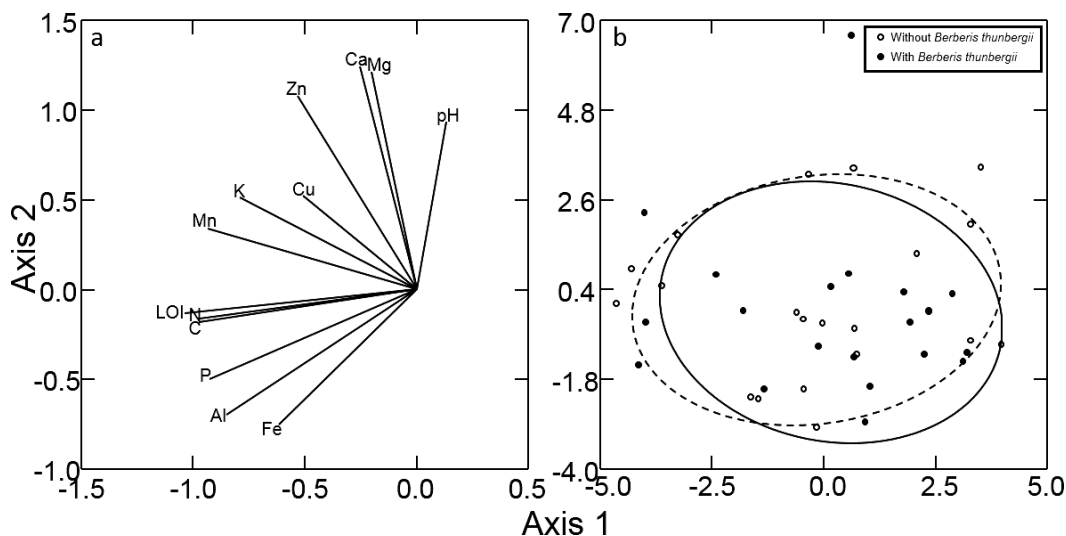 a
1.5
1.0
0.5
0.0
-0.5
-1.0
Axis 2
Ca
Mg
Zn
pH
K
Cu
Mn
LOI
N
C
P
Al
Fe
-1.5
-1.0
-0.5
0.0
0.5
b
7.0
4.8
2.6
0.4
-1.8
-4.0
Without Berberis thunbergii
With Berberis thunbergii
-5.0
-2.5
0.0
2.5
5.0
Axis 1